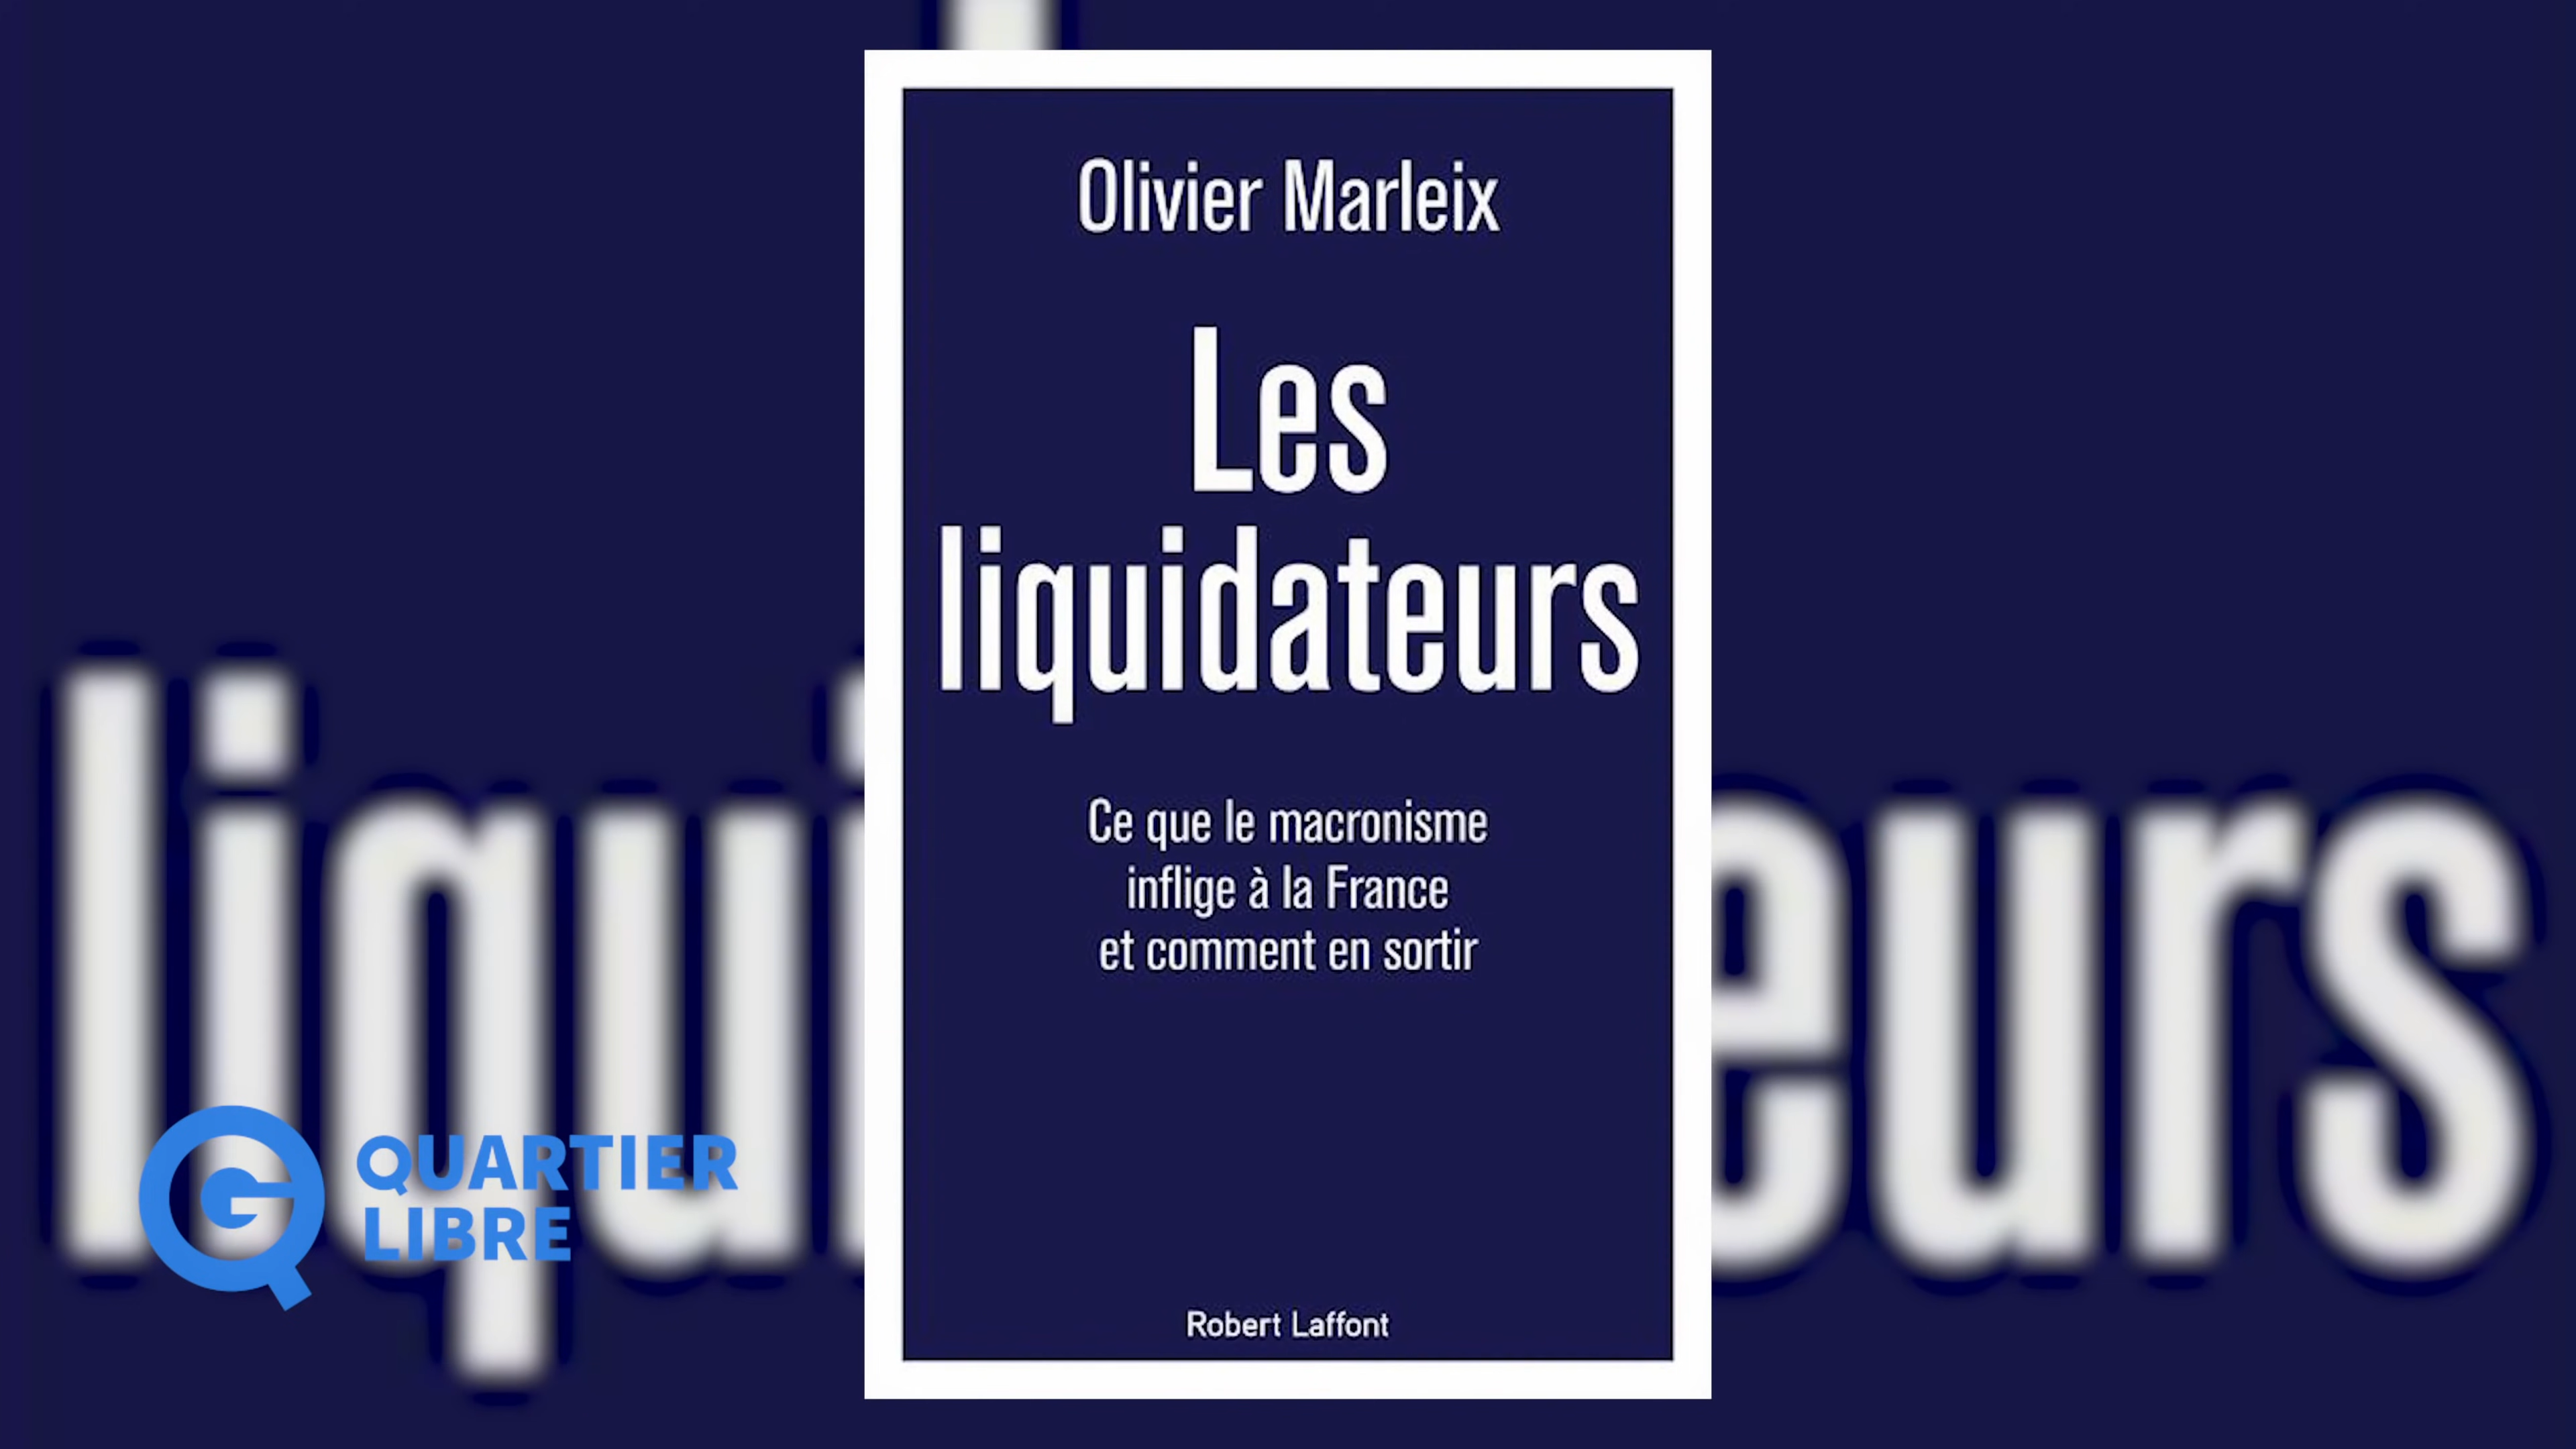 Olivier Marleix
Les
liquidateurs
Ce que le macronisme
inflige à la France
et comment en sortir
Robert Laffont
QUARTIER
LIBRE